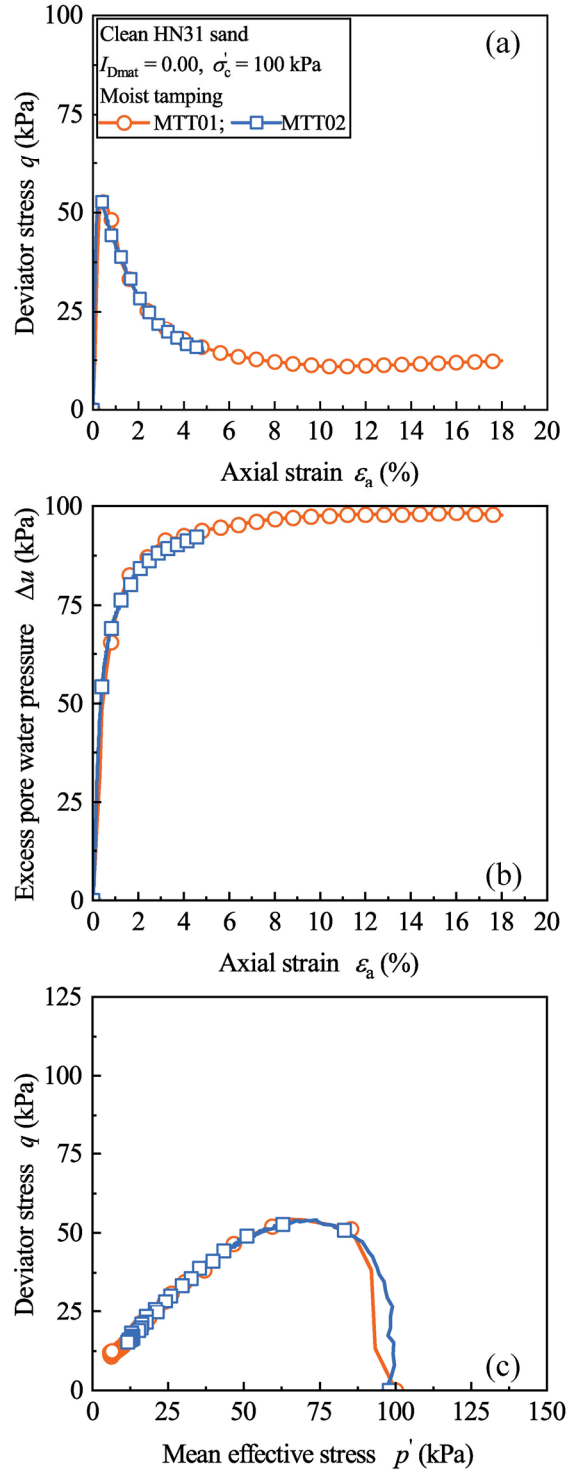 Clean HN31 sand
I_Dmat = 0.00, σ'_c = 100 kPa
Moist tamping
MTT01; MTT02
(a)
Deviator stress q (kPa)
100
75
50
25
0
0 2 4 6 8 10 12 14 16 18 20
Axial strain ε_a (%)
(b)
Excess pore water pressure Δu (kPa)
100
75
50
25
0
0 2 4 6 8 10 12 14 16 18 20
Axial strain ε_a (%)
(c)
Deviator stress q (kPa)
125
100
75
50
25
0
0 25 50 75 100 125 150
Mean effective stress p' (kPa)